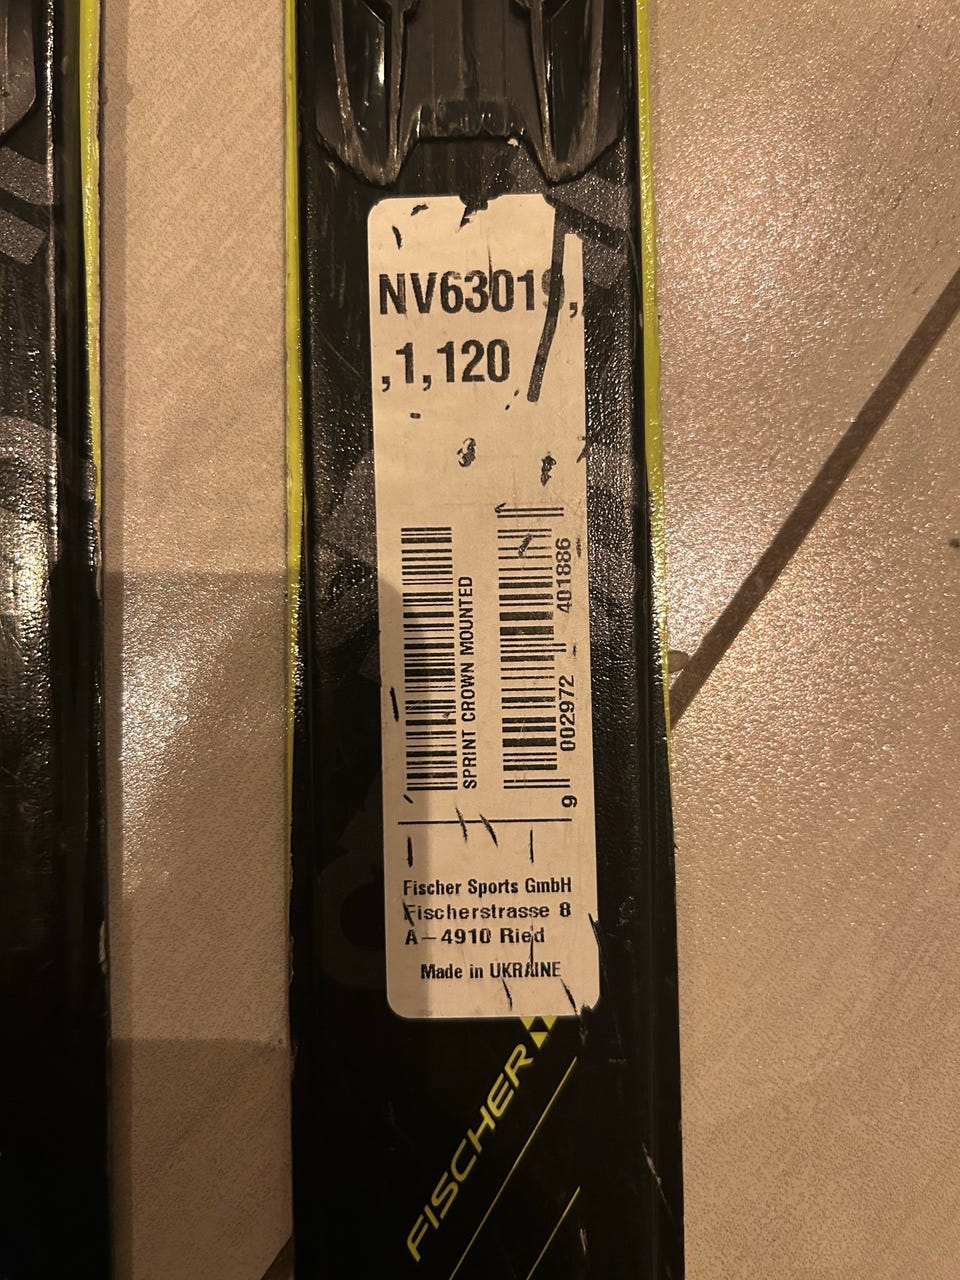 NV63019,
,1,120
SPRINT CROWN MOUNTED
9 002972 401886
Fischer Sports GmbH
Fischerstrasse 8
A-4910 Ried
Made in UKRAINE
FISCHER